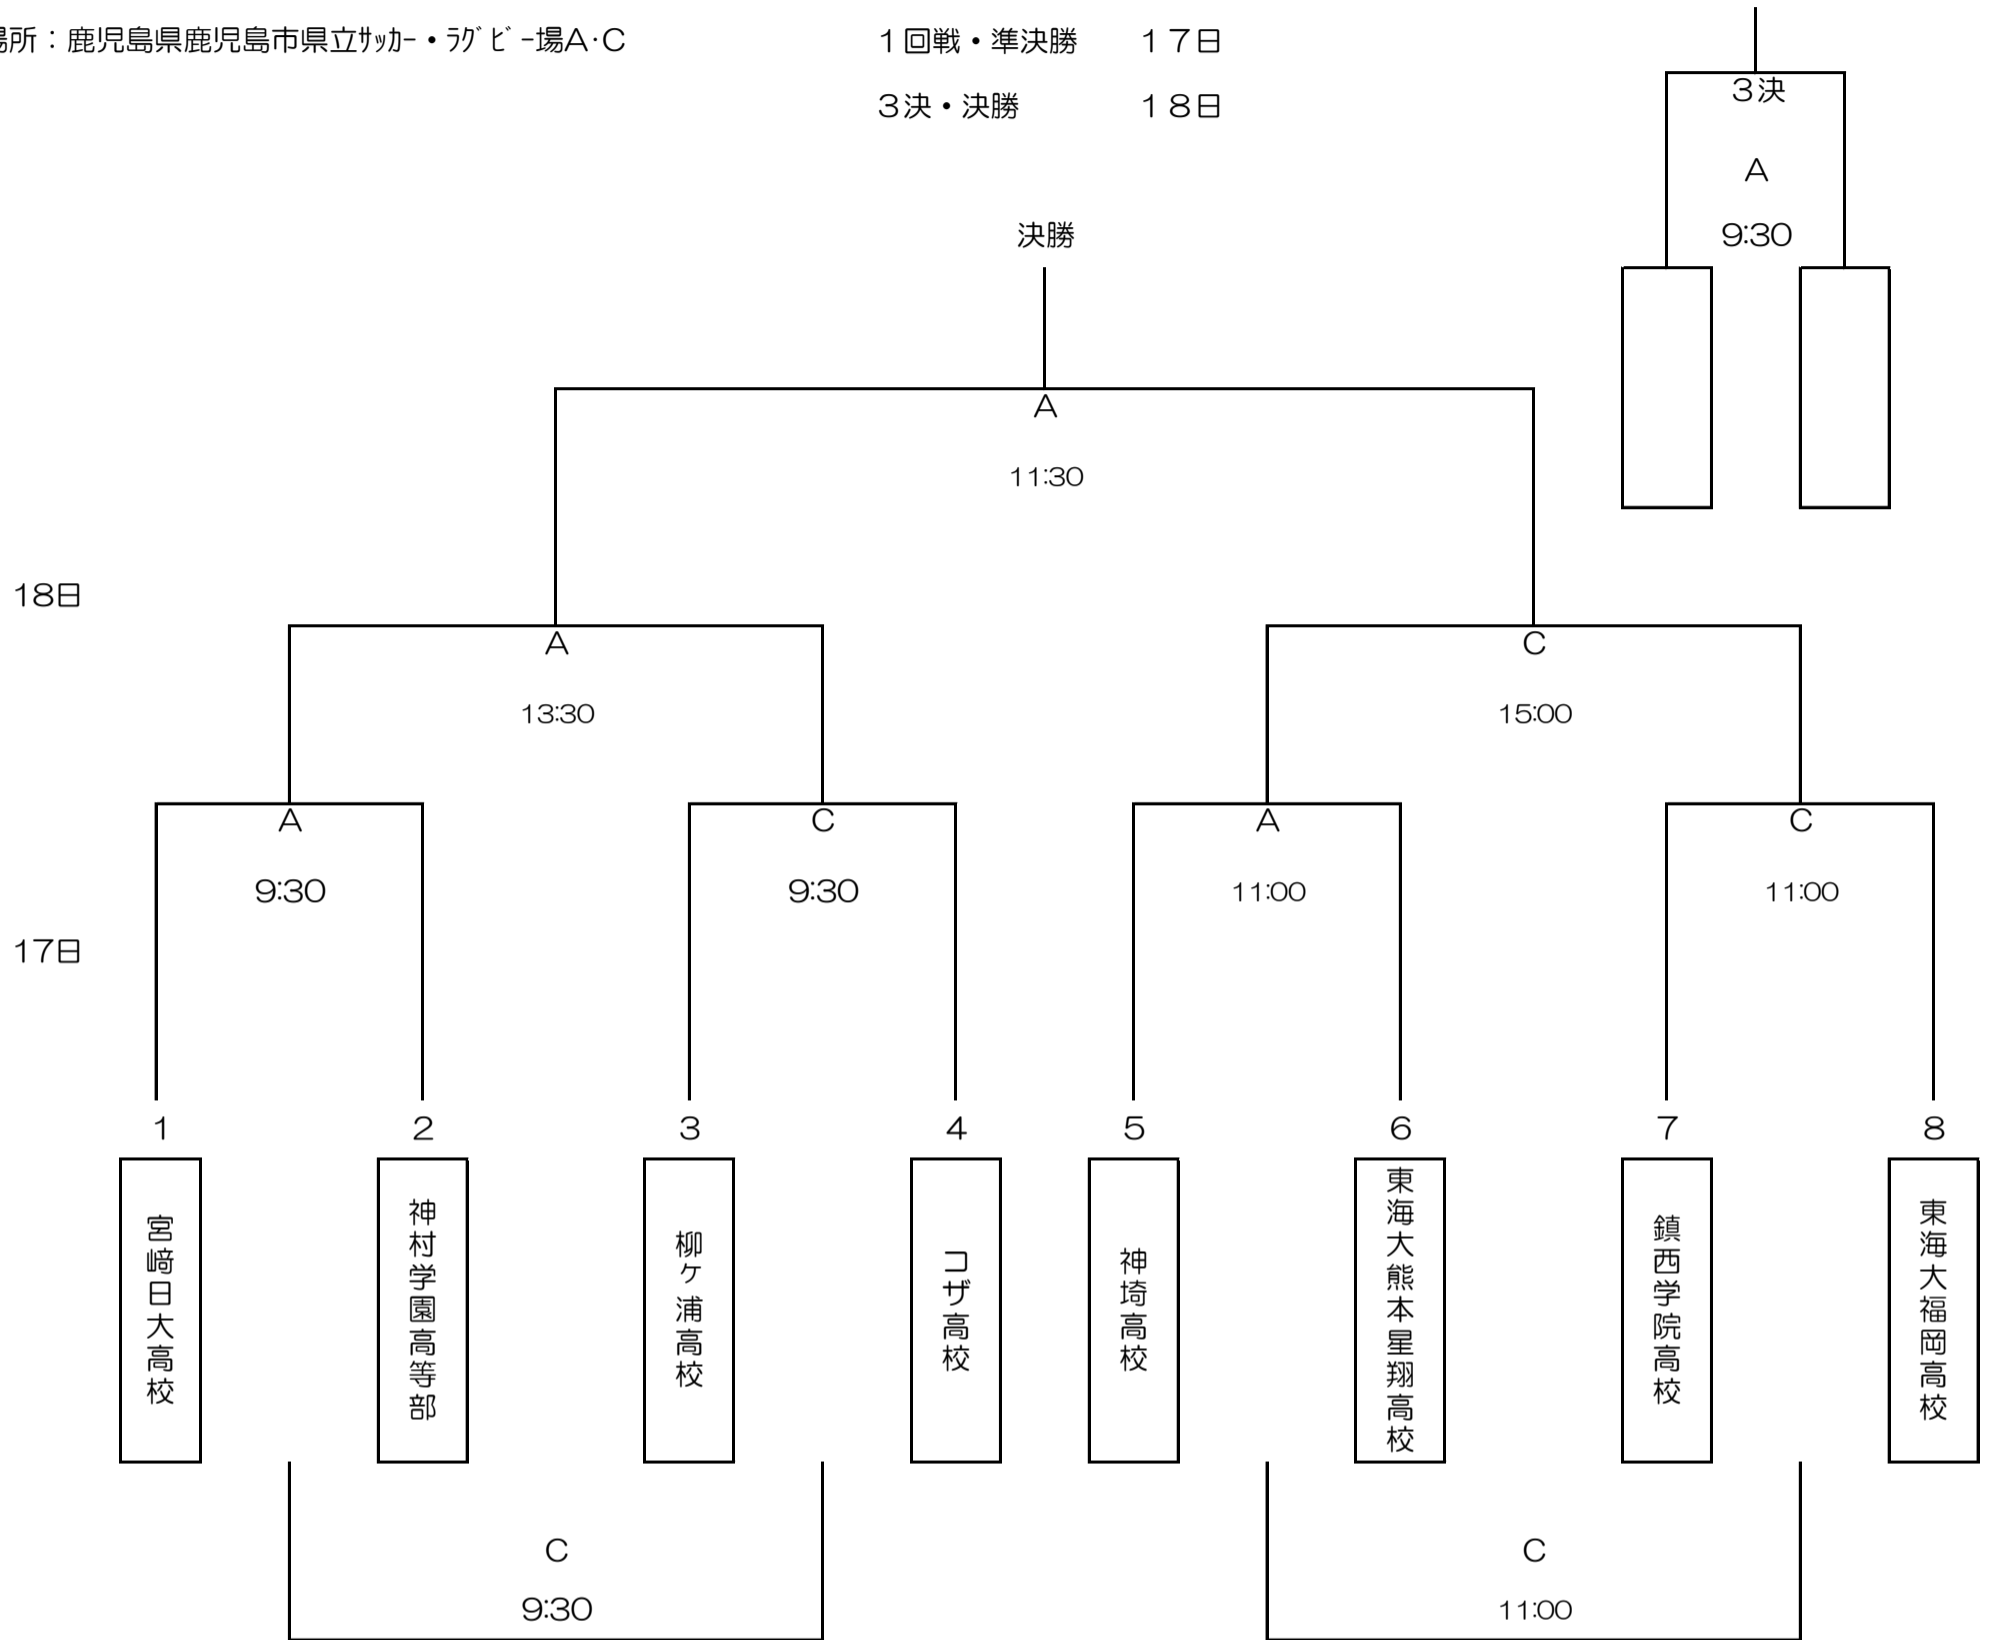 場所：鹿児島県鹿児島市県立ｻｯｶｰ・ﾗｸﾞﾋﾞｰ場A･C
１回戦・準決勝　１７日
３決・決勝　１８日
３決
A
9:30
決勝
A
11:30
18日
A
13:30
C
15:00
A
9:30
C
9:30
A
11:00
C
11:00
17日
1
2
3
4
5
6
7
8
宮﨑日大高校
神村学園高等部
柳ヶ浦高校
コザ高校
神埼高校
東海大熊本星翔高校
鎮西学院高校
東海大福岡高校
C
9:30
C
11:00